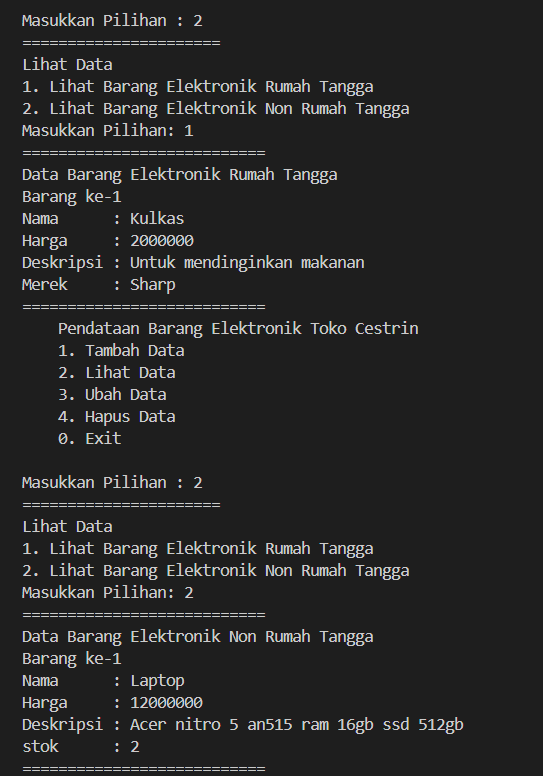 Masukkan Pilihan : 2
======================
Lihat Data
1. Lihat Barang Elektronik Rumah Tangga
2. Lihat Barang Elektronik Non Rumah Tangga
Masukkan Pilihan: 1
===========================
Data Barang Elektronik Rumah Tangga
Barang ke-1
Nama      : Kulkas
Harga     : 2000000
Deskripsi : Untuk mendinginkan makanan
Merek     : Sharp
===========================
    Pendataan Barang Elektronik Toko Cestrin
    1. Tambah Data
    2. Lihat Data
    3. Ubah Data
    4. Hapus Data
    0. Exit

Masukkan Pilihan : 2
======================
Lihat Data
1. Lihat Barang Elektronik Rumah Tangga
2. Lihat Barang Elektronik Non Rumah Tangga
Masukkan Pilihan: 2
===========================
Data Barang Elektronik Non Rumah Tangga
Barang ke-1
Nama      : Laptop
Harga     : 12000000
Deskripsi : Acer nitro 5 an515 ram 16gb ssd 512gb
stok      : 2
===========================